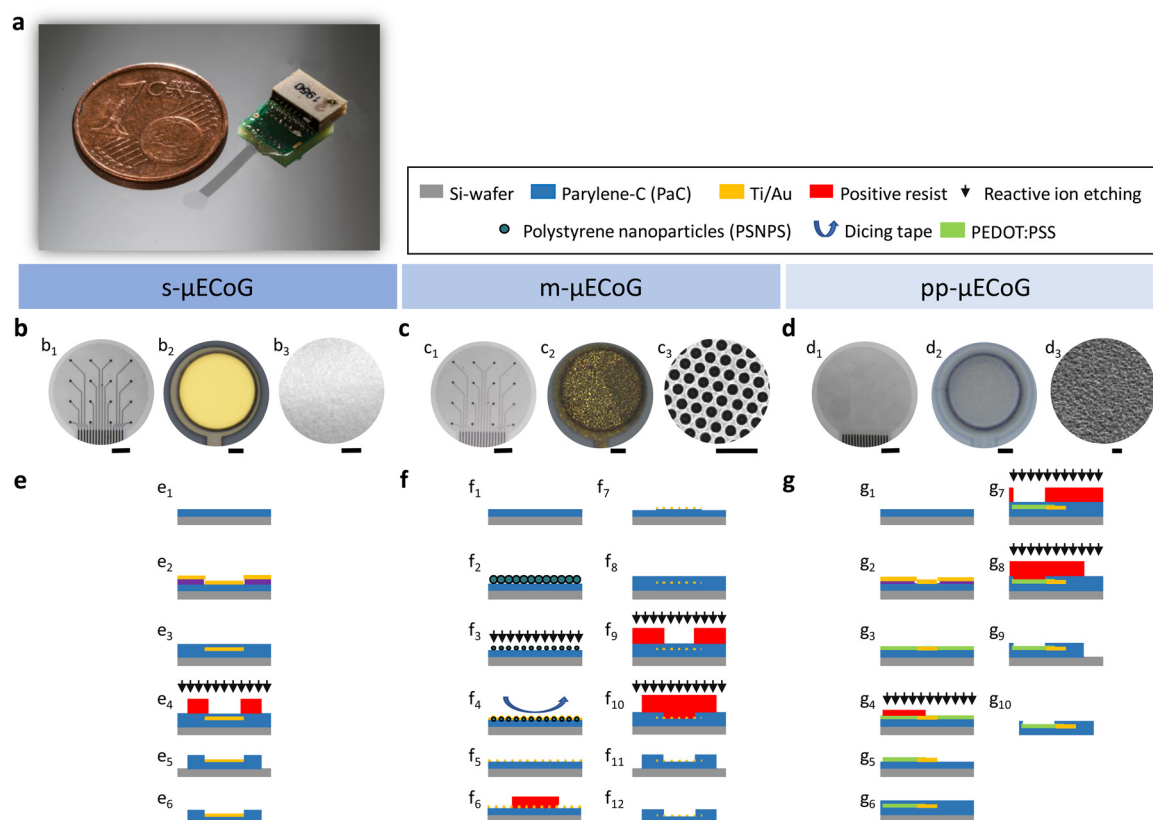 a
1 CENT
1980
Si-wafer Parylene-C (PaC) Ti/Au Positive resist Reactive ion etching
Polystyrene nanoparticles (PSNPS) Dicing tape PEDOT:PSS
s-μECoG m-μECoG pp-μECoG
b c d
b1 b2 b3 c1 c2 c3 d1 d2 d3
e f g
e1 f1 f7 g1 g7
e2 f2 f8 g2 g8
e3 f3 f9 g3 g9
e4 f4 f10 g4 g10
e5 f5 f11 g5
e6 f6 f12 g6